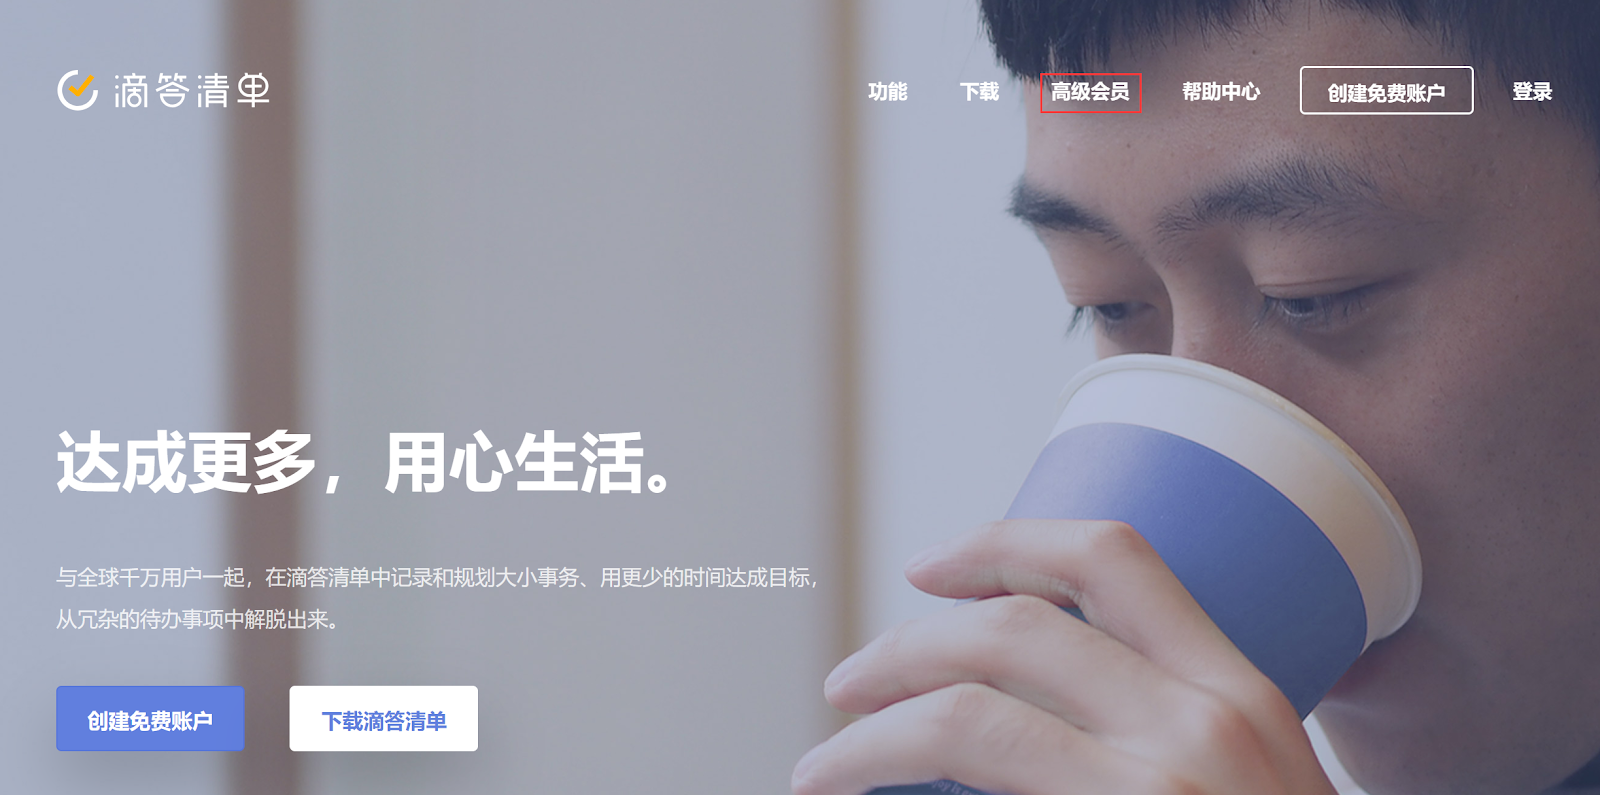 滴答清单
功能 下载 高级会员 帮助中心 创建免费账户 登录
达成更多，用心生活。
与全球千万用户一起，在滴答清单中记录和规划大小事务、用更少的时间达成目标，
从冗杂的待办事项中解脱出来。
创建免费账户 下载滴答清单